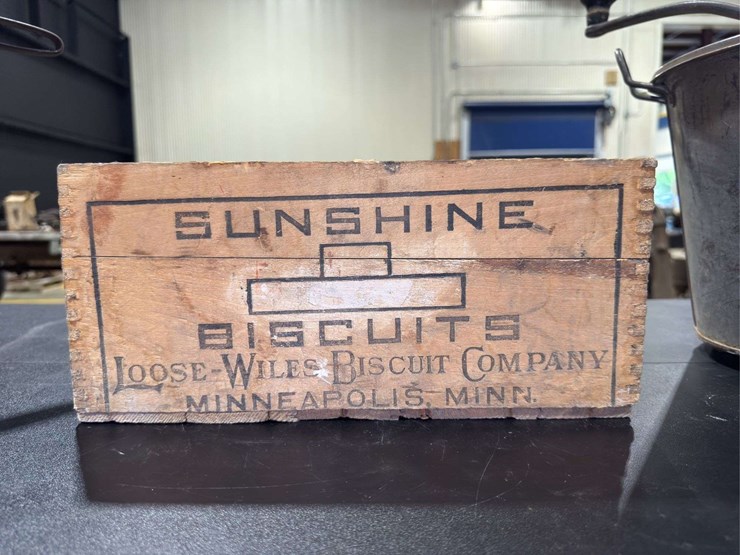 SUNSHINE
BISCUITS
LOOSE-WILES BISCUIT COMPANY
MINNEAPOLIS, MINN.